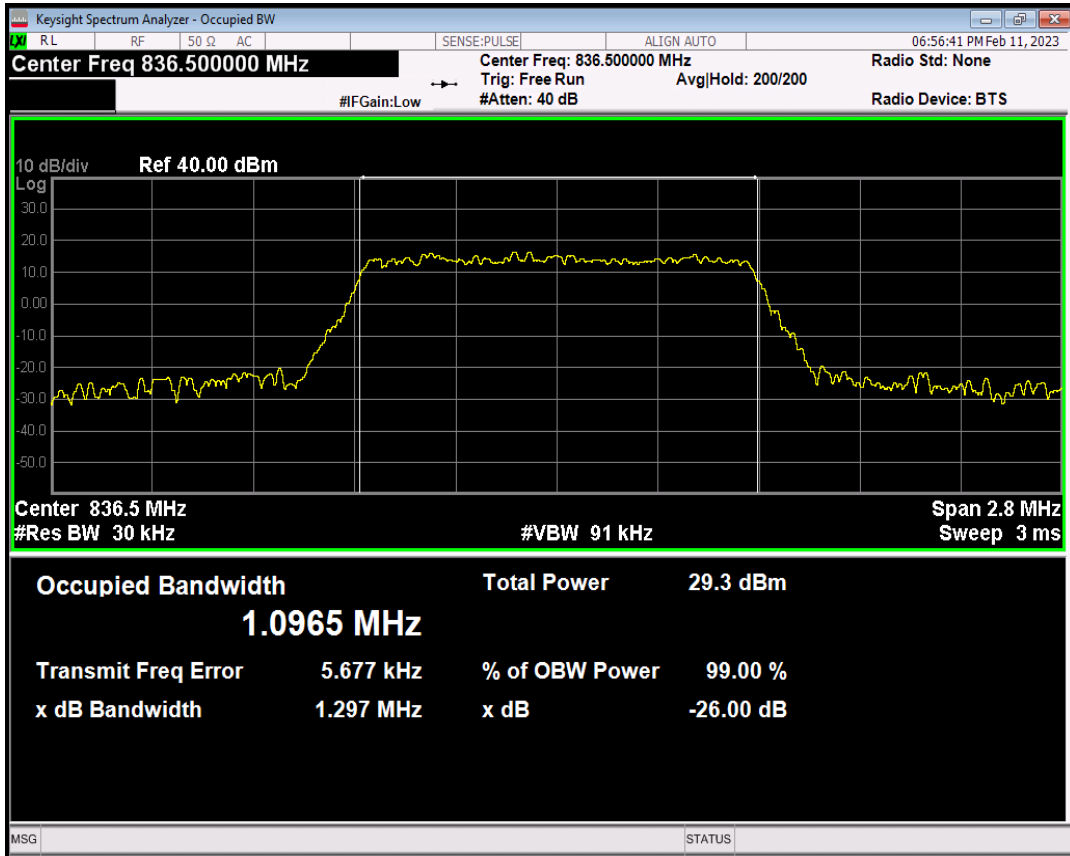 Keysight Spectrum Analyzer - Occupied BW
LXI RL RF 50 Ω AC SENSE:PULSE ALIGN AUTO 06:56:41 PM Feb 11, 2023
Center Freq 836.500000 MHz Center Freq: 836.500000 MHz Radio Std: None
Trig: Free Run Avg|Hold: 200/200
#IFGain:Low #Atten: 40 dB Radio Device: BTS
10 dB/div Ref 40.00 dBm
Log
30.0
20.0
10.0
0.00
-10.0
-20.0
-30.0
-40.0
-50.0
Center 836.5 MHz Span 2.8 MHz
#Res BW 30 kHz #VBW 91 kHz Sweep 3 ms
Occupied Bandwidth Total Power 29.3 dBm
1.0965 MHz
Transmit Freq Error 5.677 kHz % of OBW Power 99.00 %
x dB Bandwidth 1.297 MHz x dB -26.00 dB
MSG STATUS